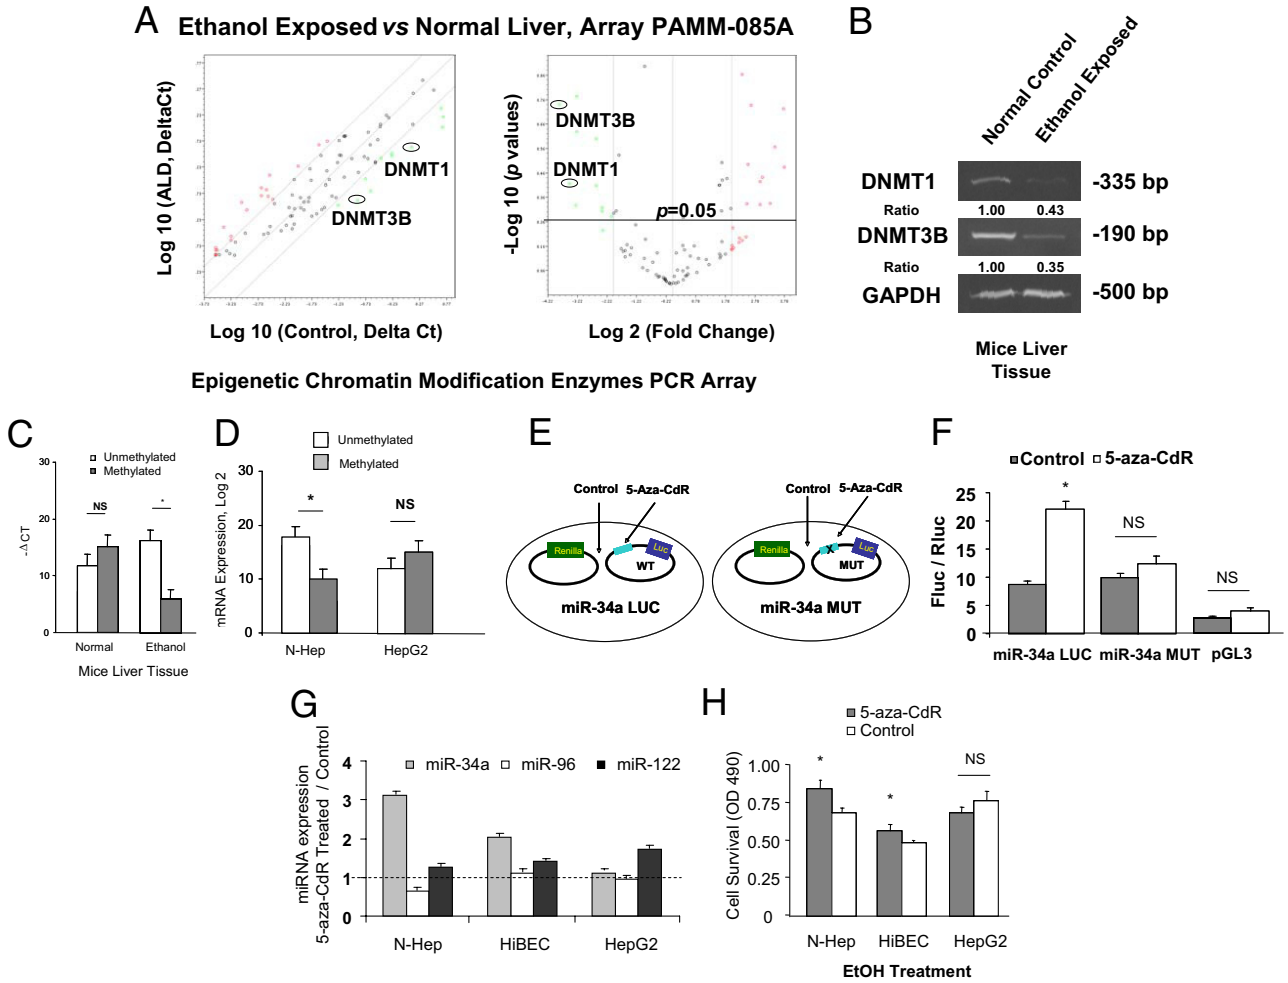 A
Ethanol Exposed vs Normal Liver, Array PAMM-085A
Log 10 (ALD, DeltaCt)
DNMT1
DNMT3B
Log 10 (Control, Delta Ct)
-Log 10 (p values)
DNMT3B
DNMT1
p=0.05
Log 2 (Fold Change)
Epigenetic Chromatin Modification Enzymes PCR Array
B
Normal Control
Ethanol Exposed
DNMT1
-335 bp
Ratio 1.00 0.43
DNMT3B
-190 bp
Ratio 1.00 0.35
GAPDH
-500 bp
Mice Liver
Tissue
C
Unmethylated
Methylated
-ΔCT
30
20
10
0
NS
*
Normal Ethanol
Mice Liver Tissue
D
Unmethylated
Methylated
mRNA Expression, Log 2
30
20
10
0
*
NS
N-Hep HepG2
E
Control 5-Aza-CdR
Renilla
Luc
WT
miR-34a LUC
Control 5-Aza-CdR
Renilla
Luc
X
MUT
miR-34a MUT
F
Control 5-aza-CdR
Fluc / Rluc
25
20
15
10
5
0
*
NS
NS
miR-34a LUC miR-34a MUT pGL3
G
miRNA expression
5-aza-CdR Treated / Control
miR-34a miR-96 miR-122
4
3
2
1
0
N-Hep HiBEC HepG2
H
5-aza-CdR
Control
Cell Survival (OD 490)
1.00
0.75
0.50
0.25
0
*
*
NS
N-Hep HiBEC HepG2
EtOH Treatment